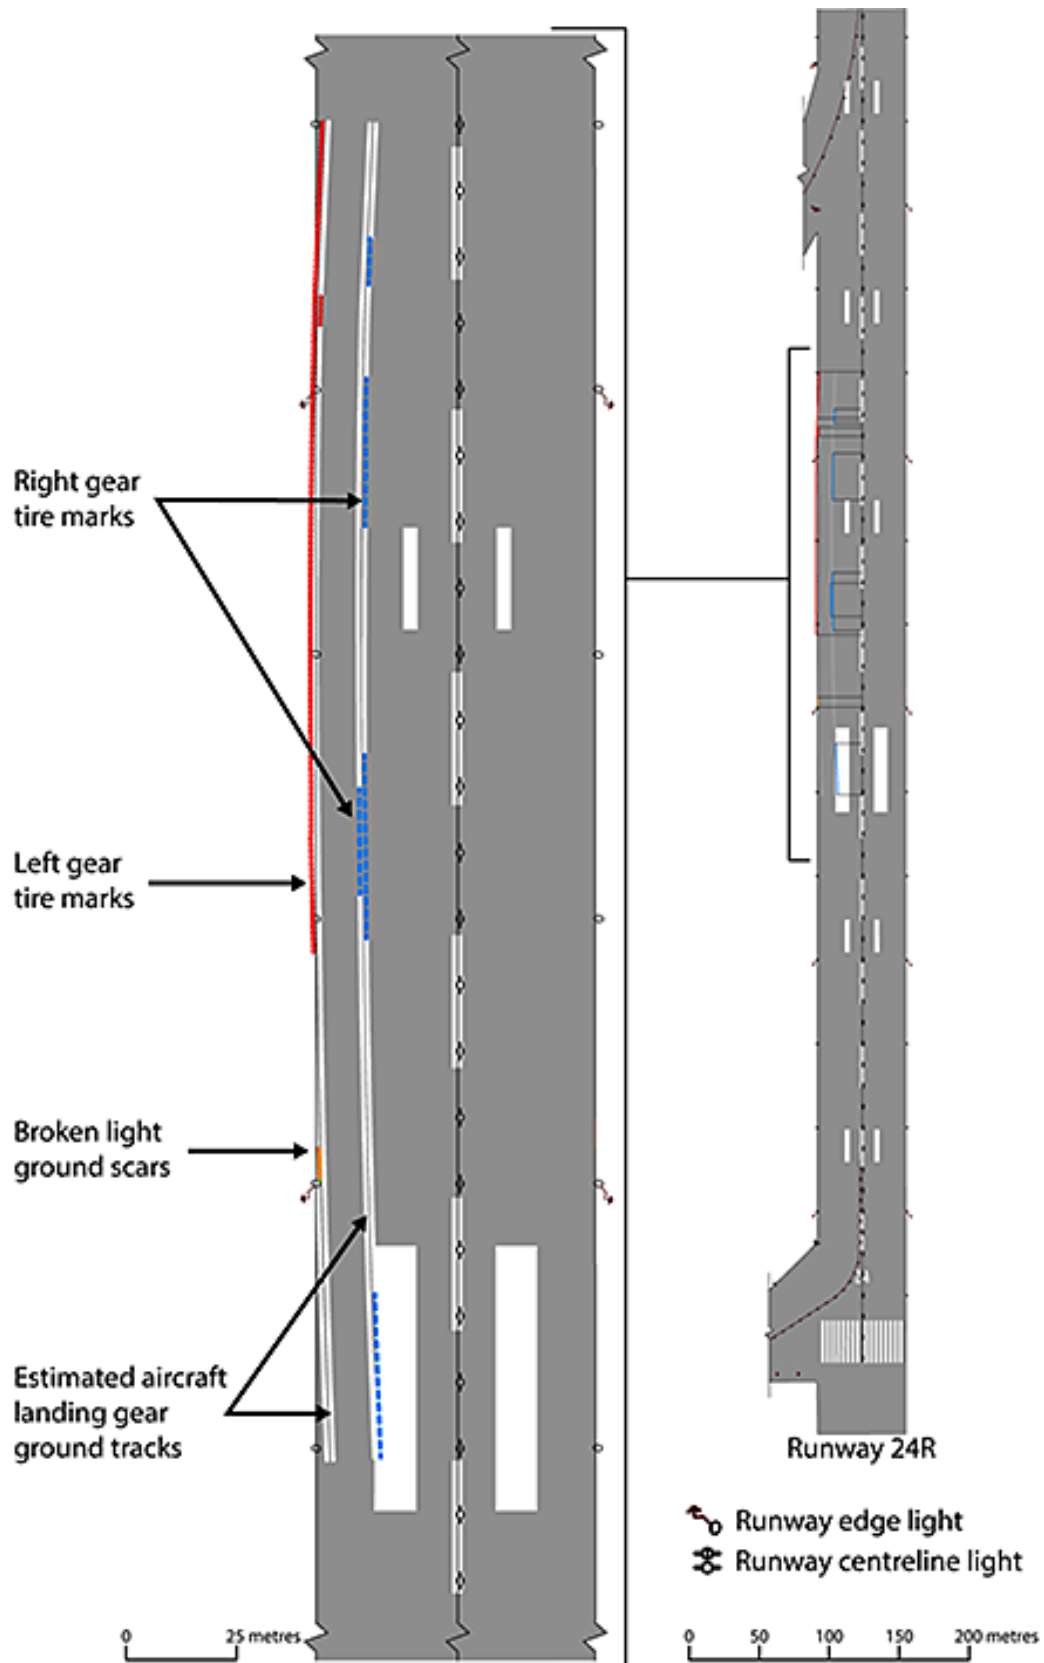 Right gear
tire marks
Left gear
tire marks
Broken light
ground scars
Estimated aircraft
landing gear
ground tracks
0 25 metres
24
Runway 24R
Runway edge light
Runway centreline light
0 50 100 150 200 metres